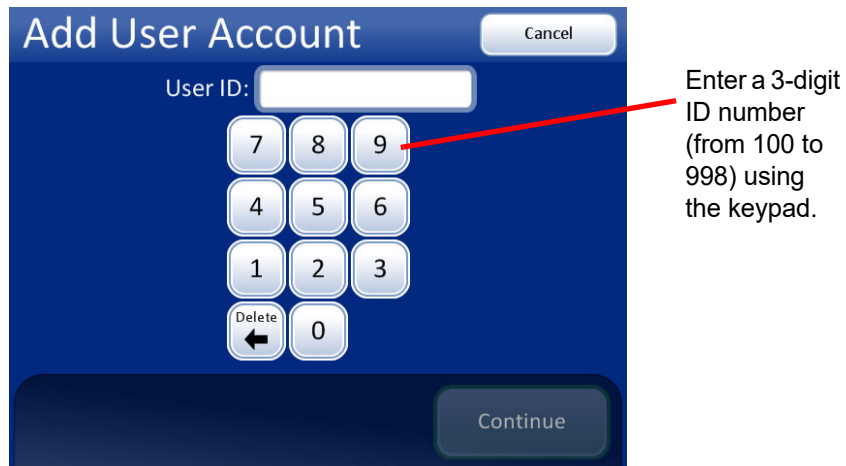 Add User Account
Cancel
User ID:
7 8 9
4 5 6
1 2 3
Delete
0
Continue
Enter a 3-digit
ID number
(from 100 to
998) using
the keypad.